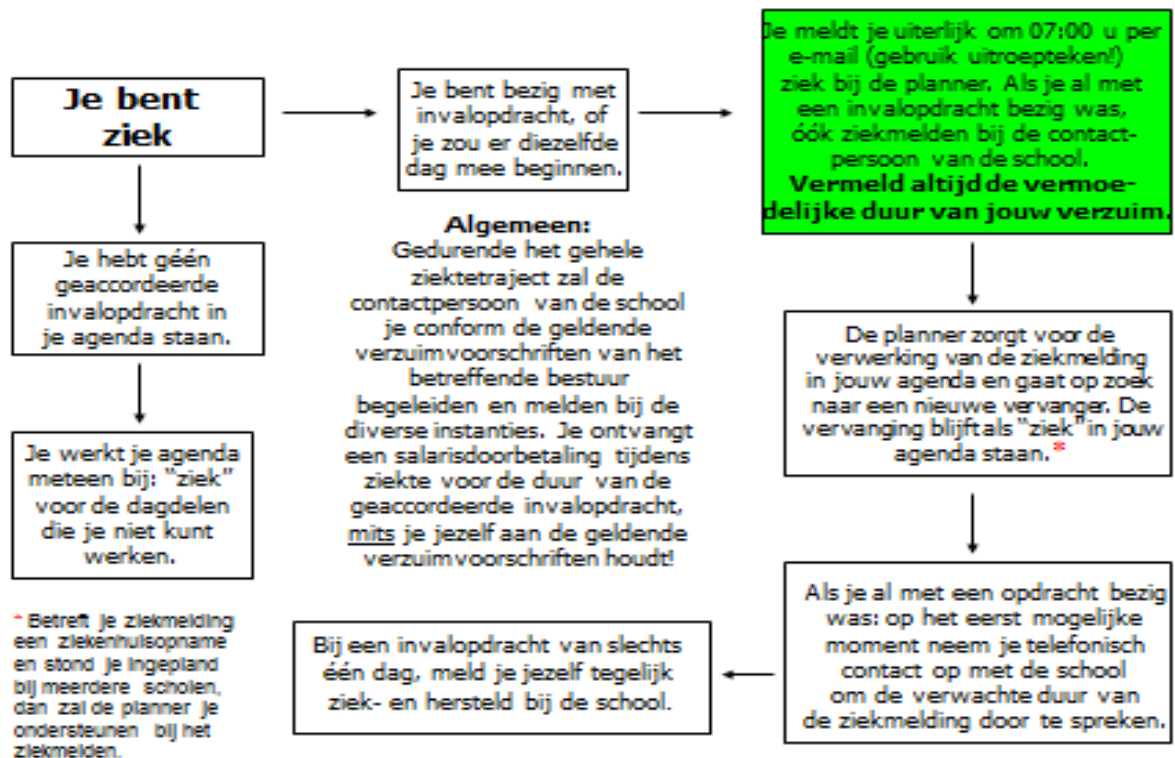 Je bent
ziek
Je bent bezig met
invalopdracht, of
je zou er diezelfde
dag mee beginnen.
Je meldt je uiterlijk om 07:00 u per
e-mail (gebruik uitroepteken!)
ziek bij de planner. Als je al met
een invalopdracht bezig was,
óók ziekmelden bij de contact-
persoon van de school.
Vermeld altijd de vermoe-
delijke duur van jouw verzuim.
Je hebt géén
geaccordeerde
invalopdracht in
je agenda staan.
Je werkt je agenda
meteen bij: "ziek"
voor de dagdelen
die je niet kunt
werken.
* Betreft je ziekmelding
een ziekenhuisopname
en stond je ingepland
bij meerdere scholen,
dan zal de planner je
ondersteunen bij het
ziekmelden.
Algemeen:
Gedurende het gehele
ziektetraject zal de
contactpersoon van de school
je conform de geldende
verzuimvoorschriften van het
betreffende bestuur
begeleiden en melden bij de
diverse instanties. Je ontvangt
een salarisdoorbetaling tijdens
ziekte voor de duur van de
geaccordeerde invalopdracht,
mits je jezelf aan de geldende
verzuimvoorschriften houdt!
De planner zorgt voor de
verwerking van de ziekmelding
in jouw agenda en gaat op zoek
naar een nieuwe vervanger. De
vervanging blijft als "ziek" in jouw
agenda staan.*
Als je al met een opdracht bezig
was: op het eerst mogelijke
moment neem je telefonisch
contact op met de school
om de verwachte duur van
de ziekmelding door te spreken.
Bij een invalopdracht van slechts
één dag, meld je jezelf tegelijk
ziek- en hersteld bij de school.